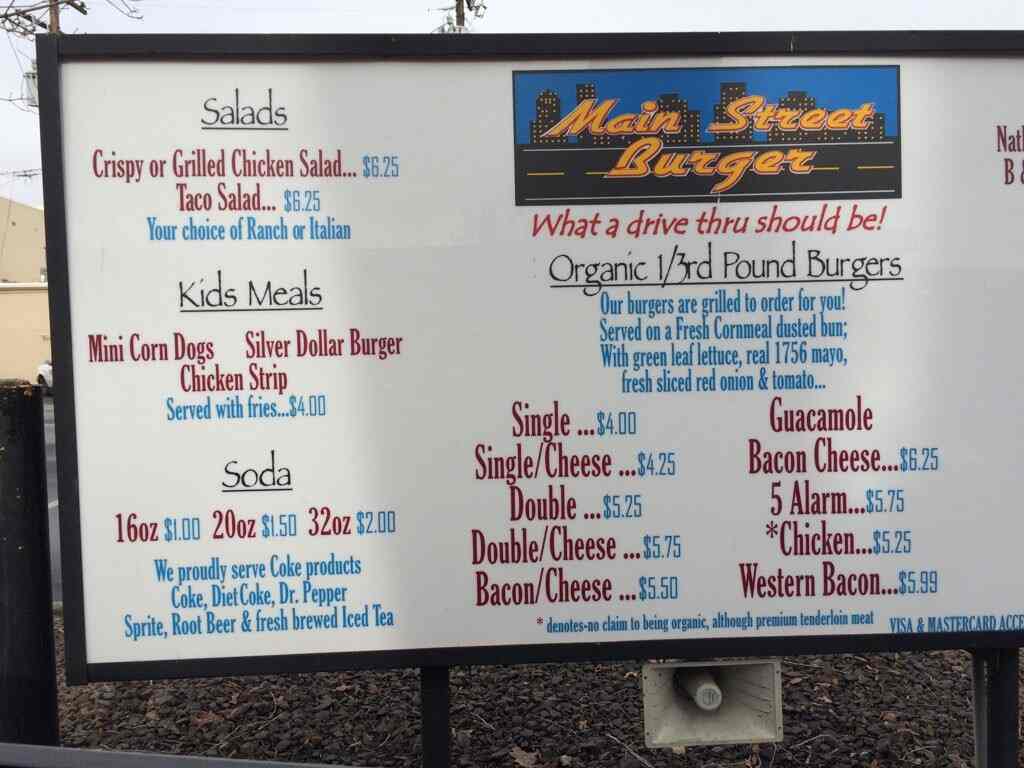 Salads
Crispy or Grilled Chicken Salad... $6.25
Taco Salad... $6.25
Your choice of Ranch or Italian
Kids Meals
Mini Corn Dogs Silver Dollar Burger
Chicken Strip
Served with fries...$4.00
Soda
16oz $1.00 20oz $1.50 32oz $2.00
We proudly serve Coke products
Coke, Diet Coke, Dr. Pepper
Sprite, Root Beer & fresh brewed Iced Tea
Main Street
Burger
What a drive thru should be!
Organic 1/3rd Pound Burgers
Our burgers are grilled to order for you!
Served on a Fresh Cornmeal dusted bun;
With green leaf lettuce, real 1756 mayo,
fresh sliced red onion & tomato...
Single ...$4.00
Single/Cheese ...$4.25
Double ...$5.25
Double/Cheese ...$5.75
Bacon/Cheese ...$5.50
Guacamole
Bacon Cheese...$6.25
5 Alarm...$5.75
*Chicken...$5.25
Western Bacon...$5.99
* denotes-no claim to being organic, although premium tenderloin meat
VISA & MASTERCARD
B &